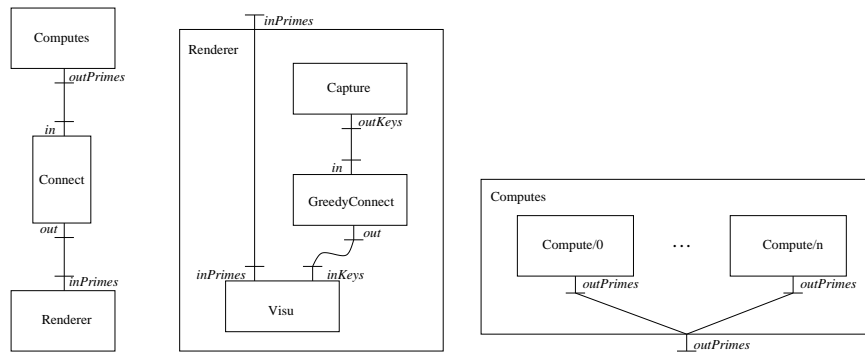 Computes
outPrimes
in
Connect
out
inPrimes
Renderer
inPrimes
Renderer
Capture
outKeys
in
GreedyConnect
out
inPrimes
inKeys
Visu
Computes
Compute/0
...
Compute/n
outPrimes
outPrimes
outPrimes